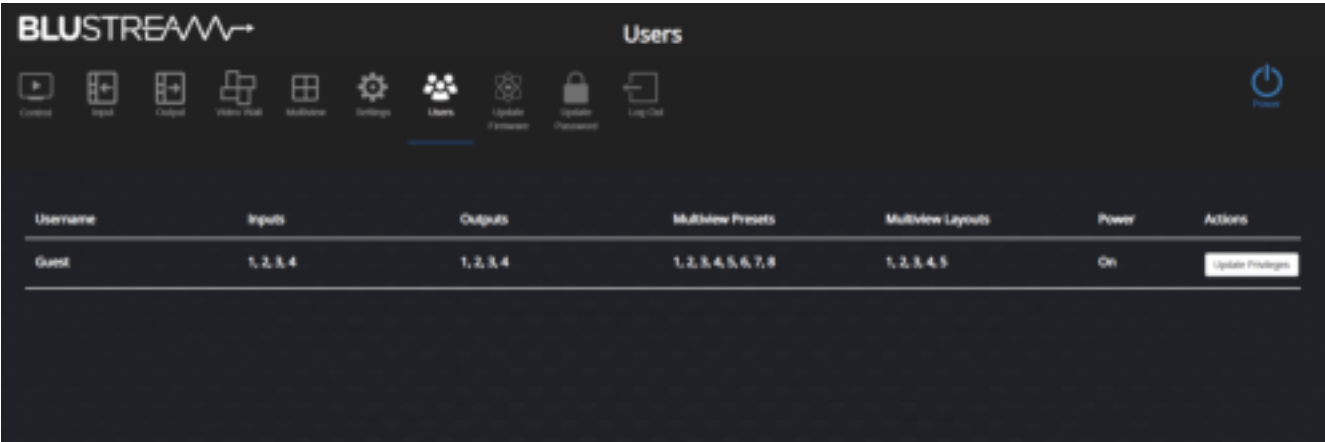 BLUSTREAM
Users
Control Input Output Video Wall Multiview Settings Users Update Firmware Update Password Log Out Power
Username Inputs Outputs Multiview Presets Multiview Layouts Power Actions
Guest 1, 2, 3, 4 1, 2, 3, 4 1, 2, 3, 4, 5, 6, 7, 8 1, 2, 3, 4, 5 On Update Privileges